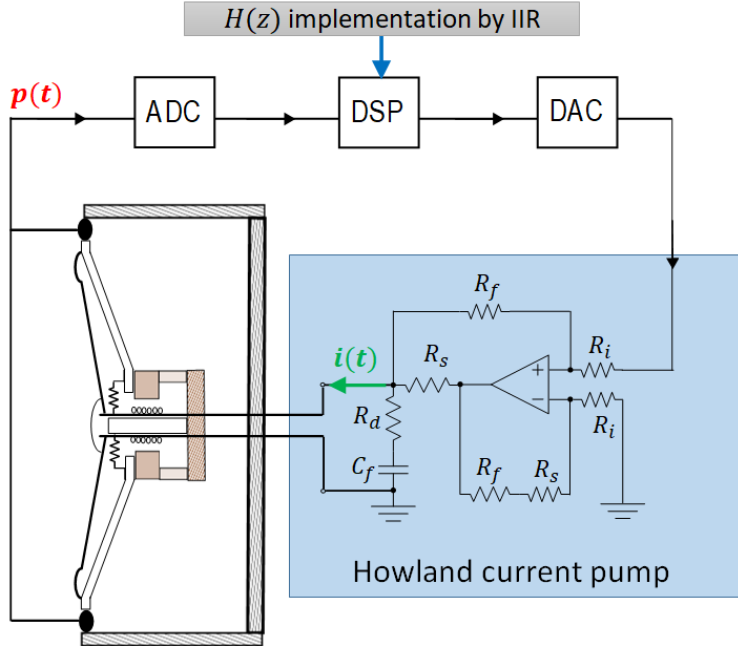 H(z) implementation by IIR
p(t)
ADC
DSP
DAC
R_f
i(t)
R_s
+
R_i
−
R_d
R_i
C_f
R_f
R_s
Howland current pump